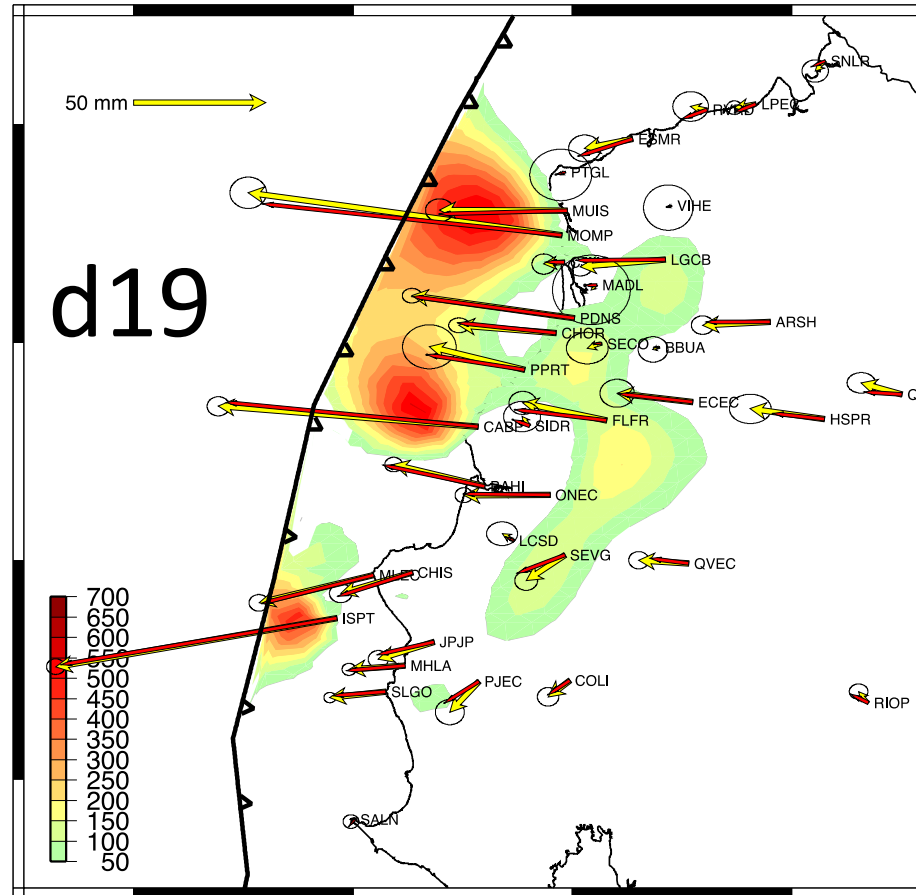 SNLR
50 mm
LPEC
ESMR
PTGL
VIHE
MUIS
MOMP
LGCB
d19
MADL
PDNS
ARSH
CHOR
SECO
BBUA
PPRT
ECEC
Q
HSPR
CABP
SIDR
FLFR
ONEC
LCSD
SEVG
QVEC
CHIS
700
650
600
550
500
450
400
350
300
250
200
150
100
50
ISPT
JPJP
MHLA
SLGO
PJEC
COLI
RIOP
SALN